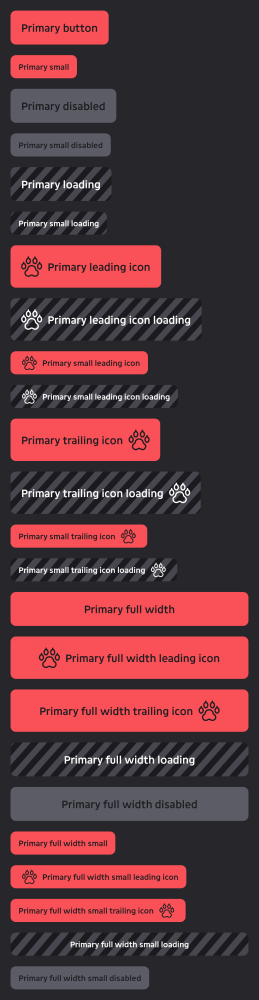 Primary button
Primary small
Primary disabled
Primary small disabled
Primary loading
Primary small loading
Primary leading icon
Primary leading icon loading
Primary small leading icon
Primary small leading icon loading
Primary trailing icon
Primary trailing icon loading
Primary small trailing icon
Primary small trailing icon loading
Primary full width
Primary full width leading icon
Primary full width trailing icon
Primary full width loading
Primary full width disabled
Primary full width small
Primary full width small leading icon
Primary full width small trailing icon
Primary full width small loading
Primary full width small disabled